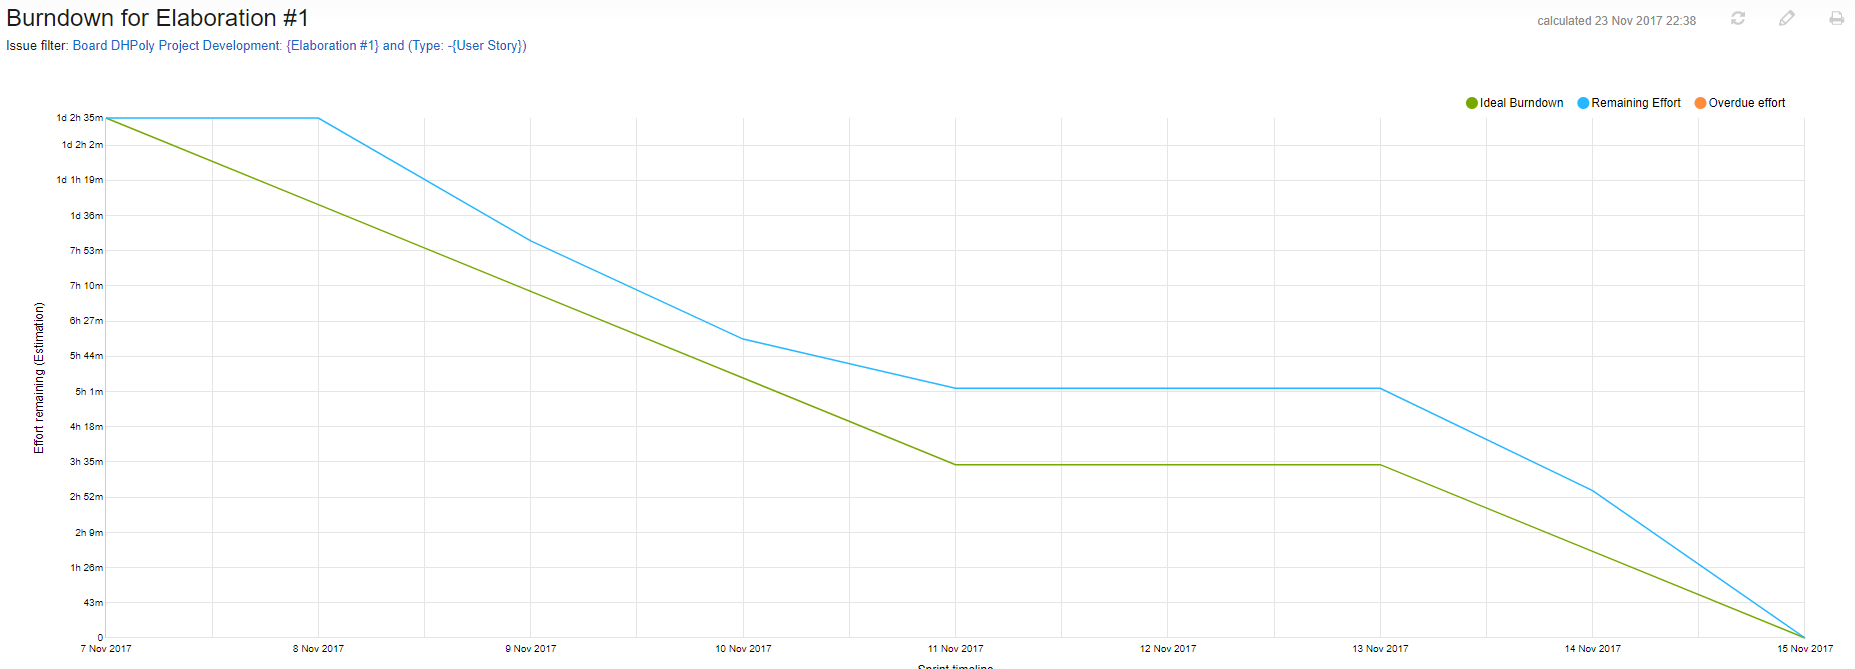 Burndown for Elaboration #1
calculated 23 Nov 2017 22:38
Issue filter: Board DHPoly Project Development: {Elaboration #1} and (Type: -{User Story})
Ideal Burndown Remaining Effort Overdue effort
1d 2h 35m
1d 2h 2m
1d 1h 19m
1d 36m
7h 53m
7h 10m
6h 27m
5h 44m
5h 1m
4h 18m
3h 35m
2h 52m
2h 9m
1h 26m
43m
0
Effort remaining (Estimation)
7 Nov 2017 8 Nov 2017 9 Nov 2017 10 Nov 2017 11 Nov 2017 12 Nov 2017 13 Nov 2017 14 Nov 2017 15 Nov 2017
Sprint timeline